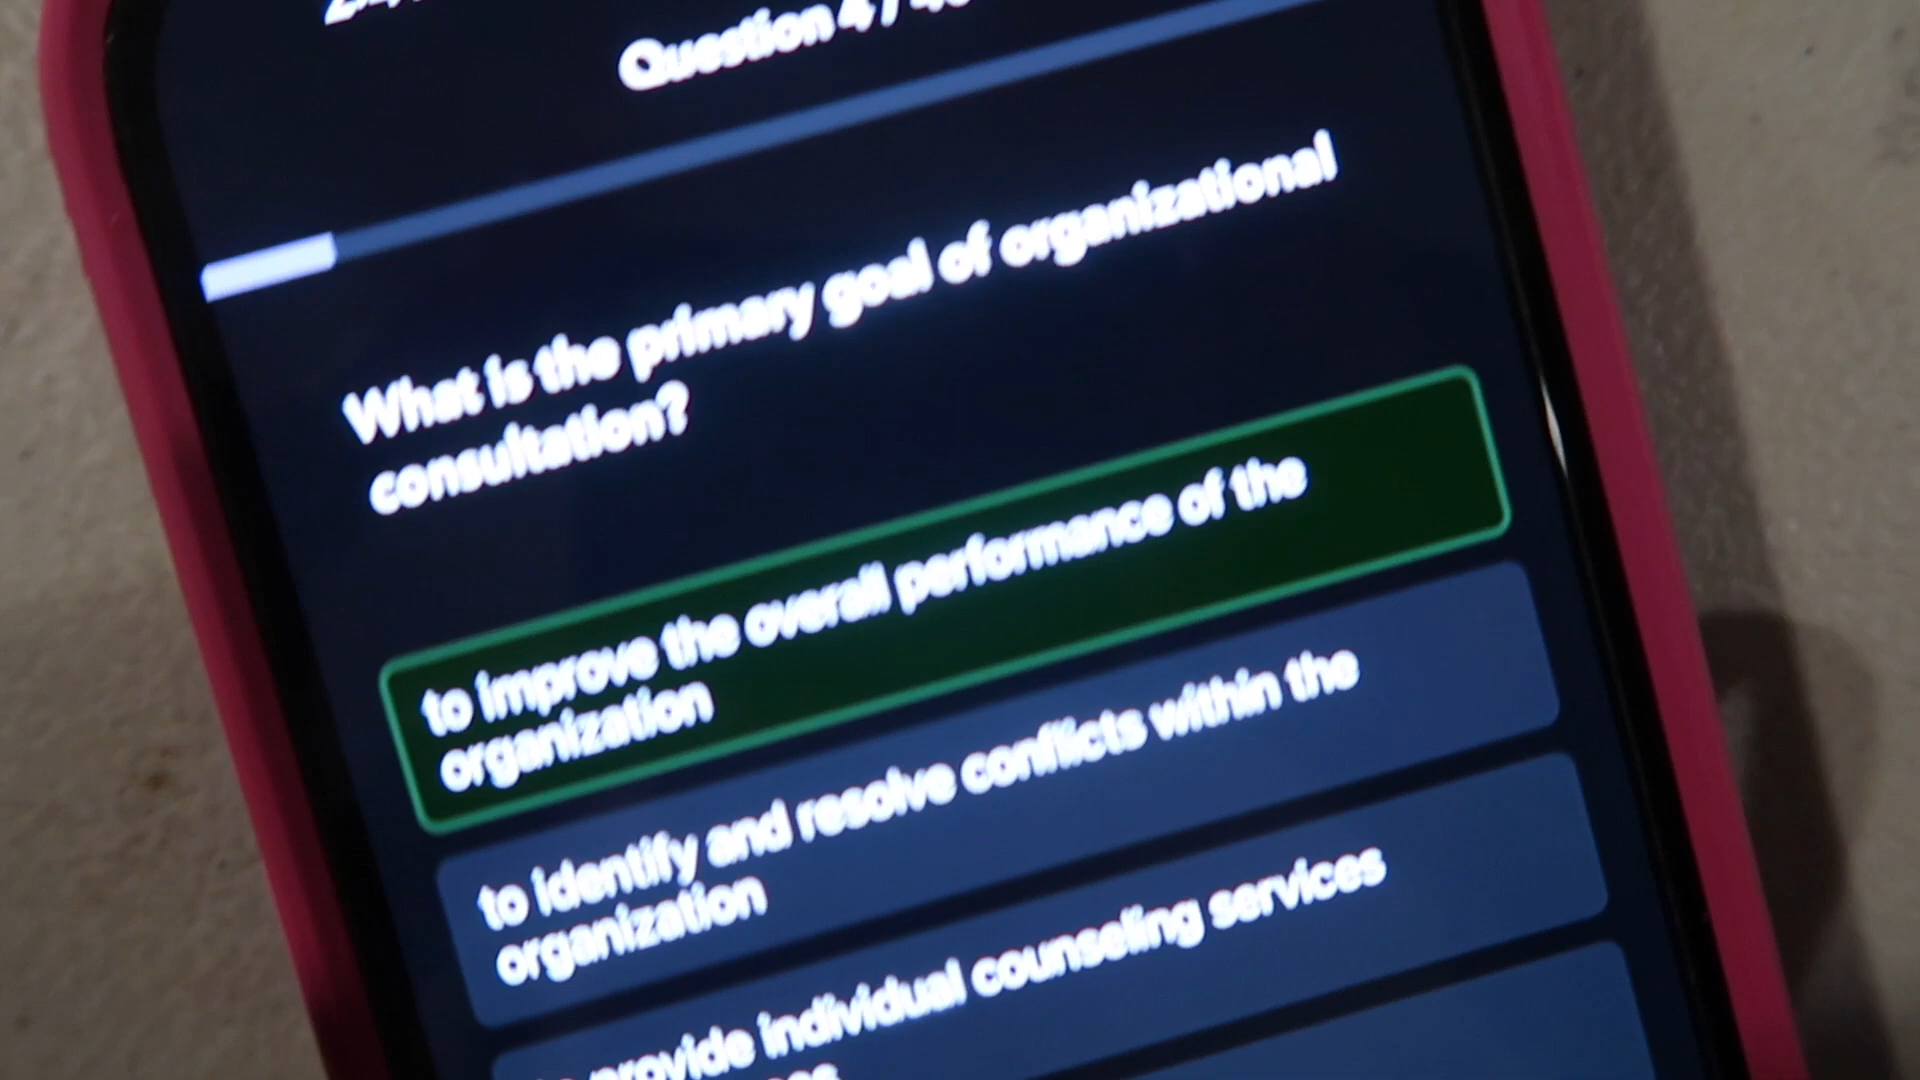 Question 4 /
What is the primary goal of organizational
consultation?
to improve the overall performance of the
organization
to identify and resolve conflicts within the
organization
provide individual counseling services